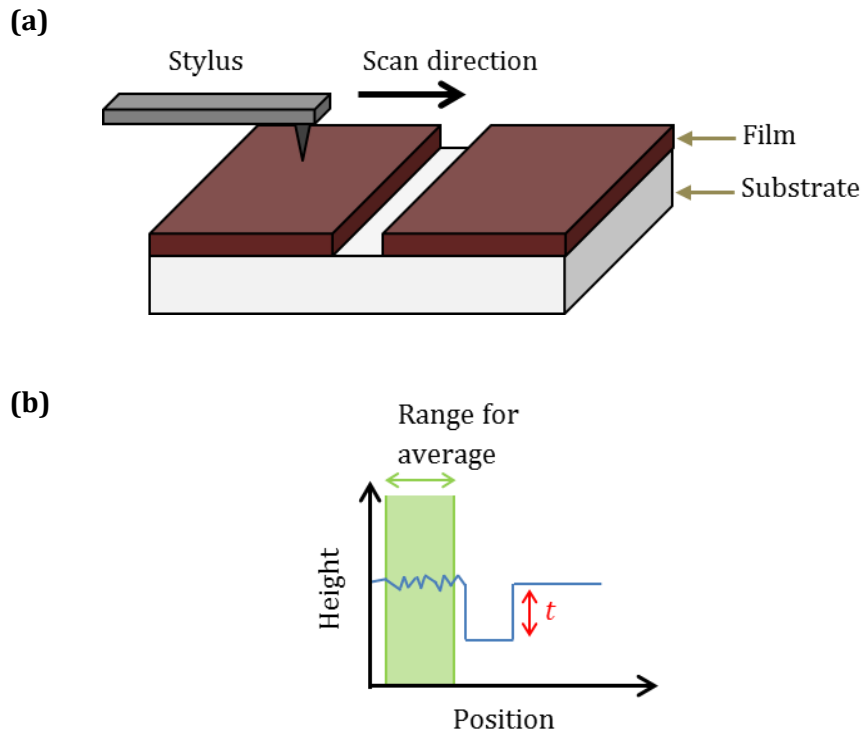 (a)
Stylus
Scan direction
Film
Substrate
(b)
Range for
average
Height
t
Position